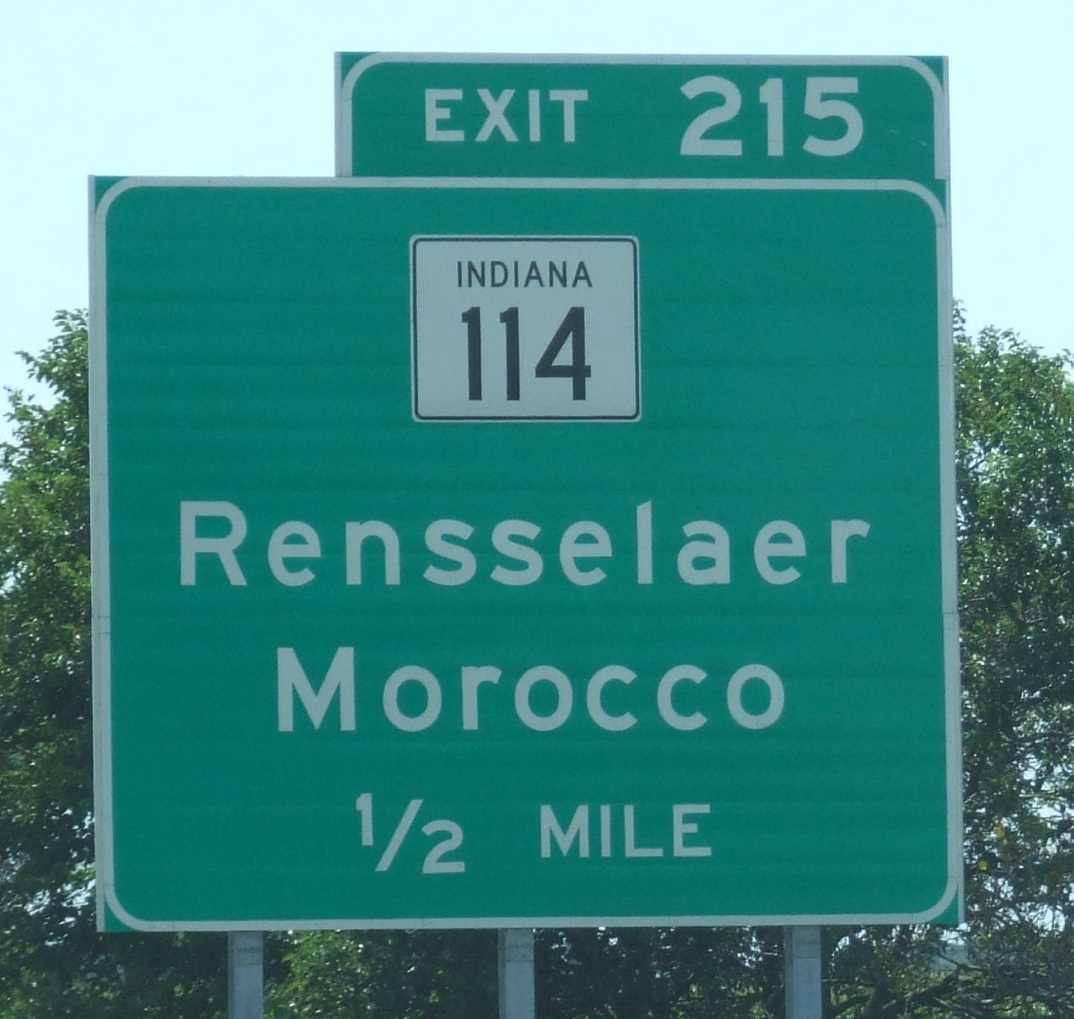 EXIT 215
INDIANA
114
Rensselaer
Morocco
1/2 MILE